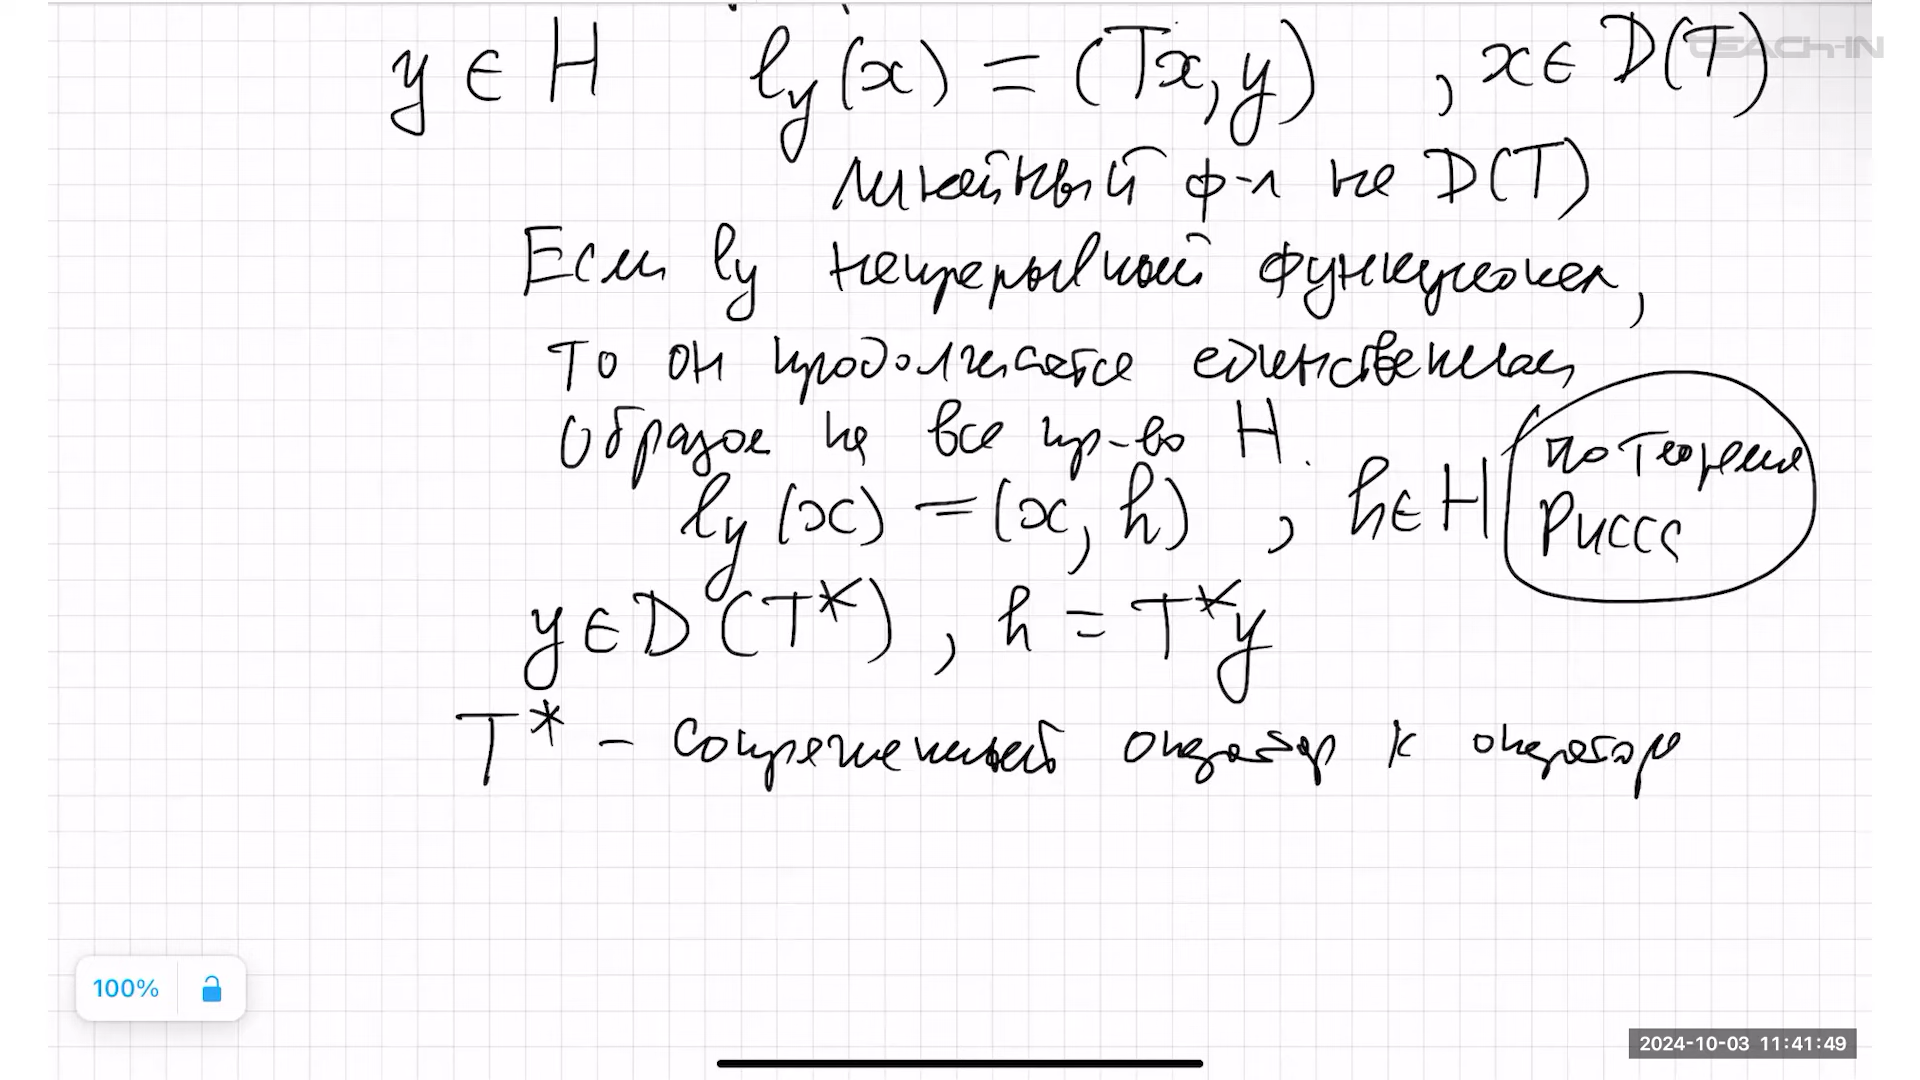 TEACH-IN
y ∈ H l_y(x) = (Tx, y) , x ∈ D(T)
линейный ф-л на D(T)
Если l_y непрерывный функционал,
то он продолжается единственным
образом на все пр-во H.
l_y(x) = (x, h) , h ∈ H
по теореме
Рисса
y ∈ D(T*) , h = T*y
T* – сопряженный оператор к оператору
100%
2024-10-03 11:41:49